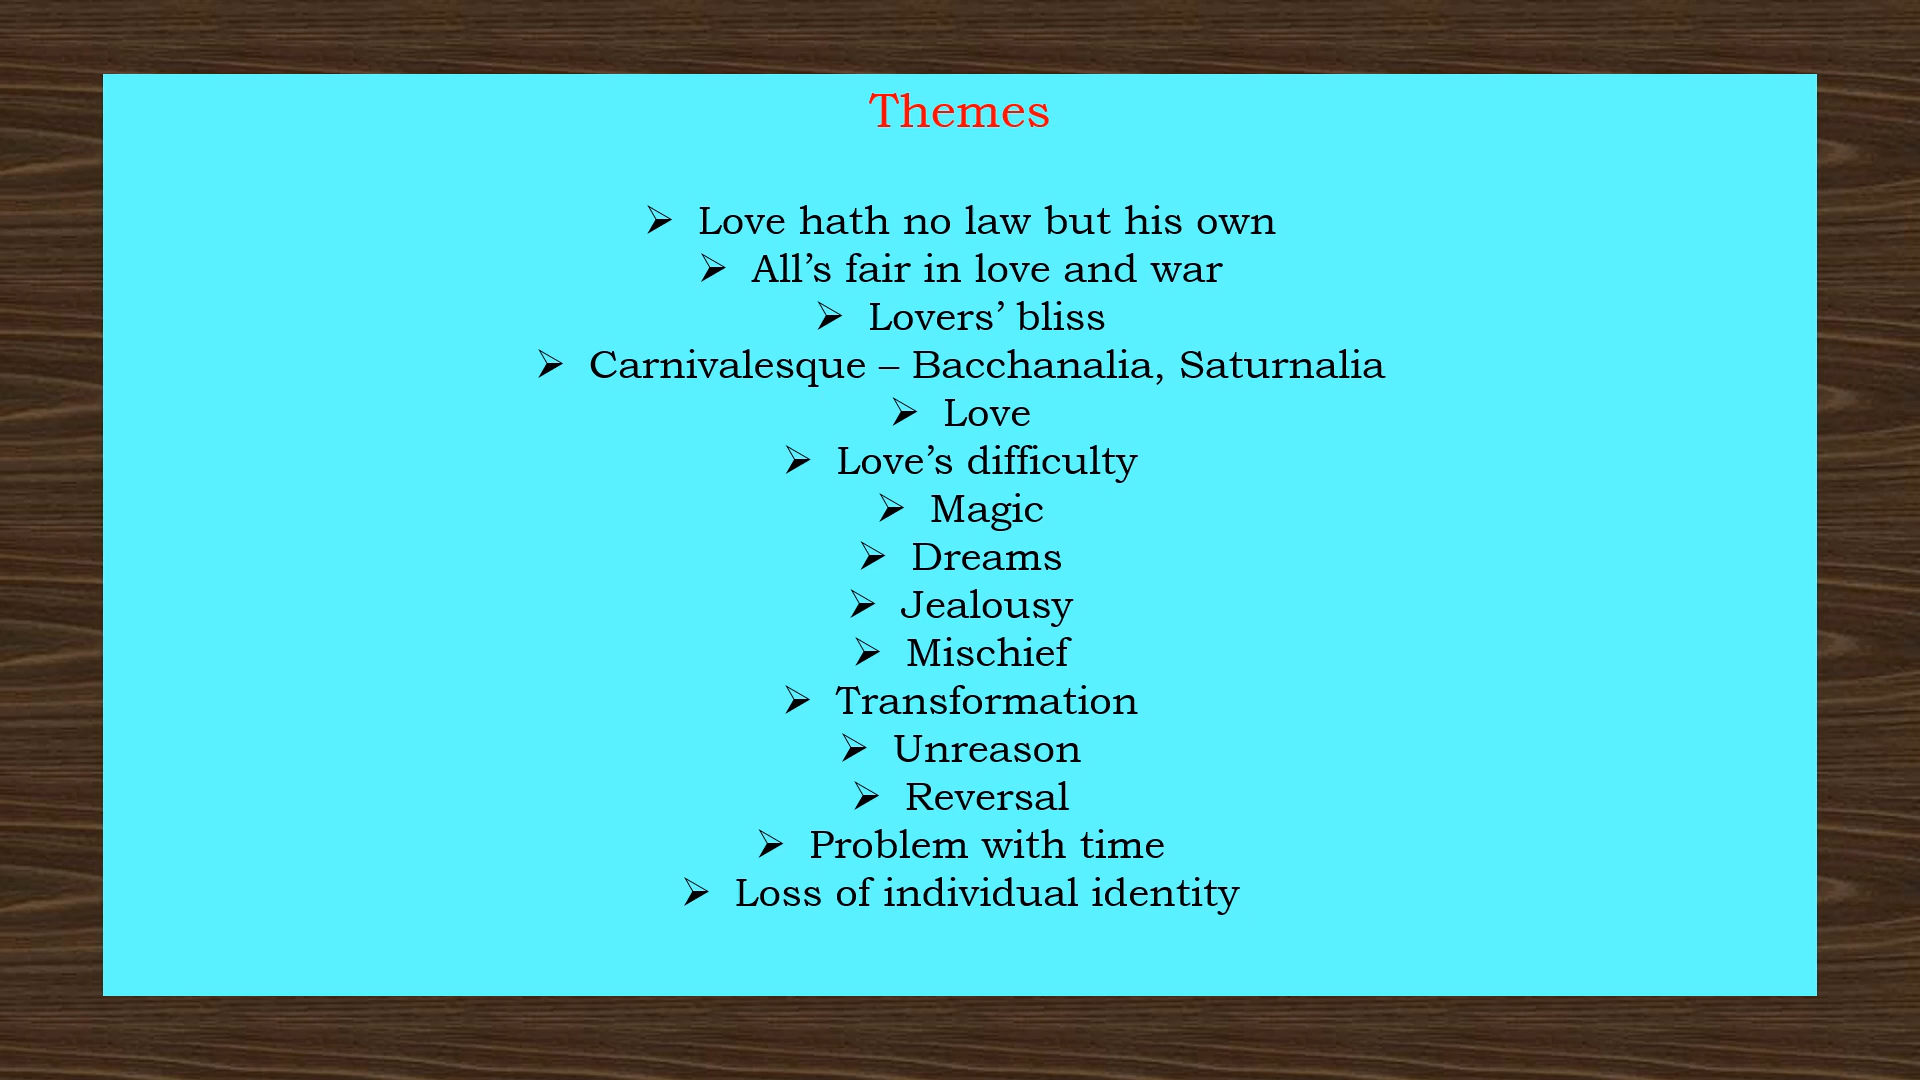 Themes
➢ Love hath no law but his own
➢ All’s fair in love and war
➢ Lovers’ bliss
➢ Carnivalesque – Bacchanalia, Saturnalia
➢ Love
➢ Love’s difficulty
➢ Magic
➢ Dreams
➢ Jealousy
➢ Mischief
➢ Transformation
➢ Unreason
➢ Reversal
➢ Problem with time
➢ Loss of individual identity